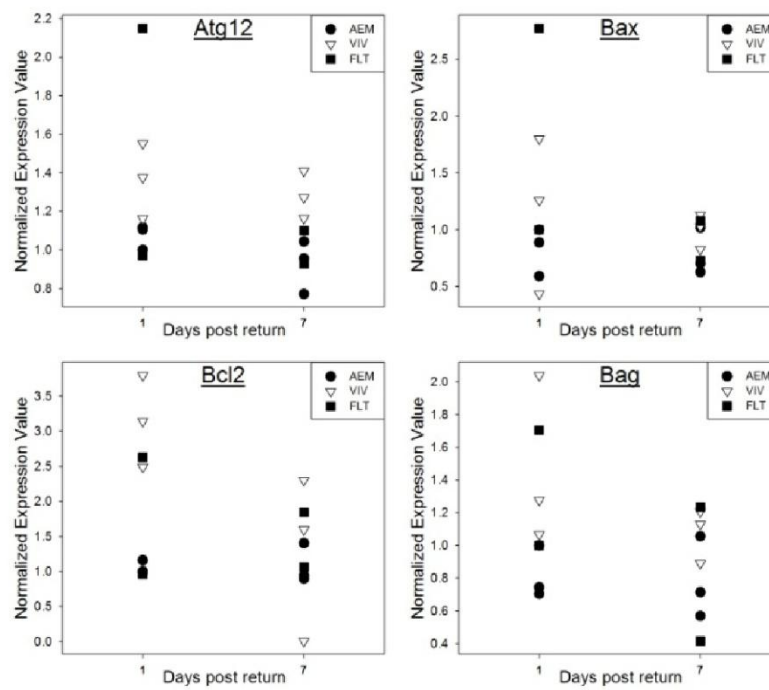 Atg12
AEM
VIV
FLT
Normalized Expression Value
2.2
2.0
1.8
1.6
1.4
1.2
1.0
0.8
1
7
Days post return
Bax
AEM
VIV
FLT
Normalized Expression Value
2.5
2.0
1.5
1.0
0.5
1
7
Days post return
Bcl2
AEM
VIV
FLT
Normalized Expression Value
3.5
3.0
2.5
2.0
1.5
1.0
0.5
0.0
1
7
Days post return
Bag
AEM
VIV
FLT
Normalized Expression Value
2.0
1.8
1.6
1.4
1.2
1.0
0.8
0.6
0.4
1
7
Days post return